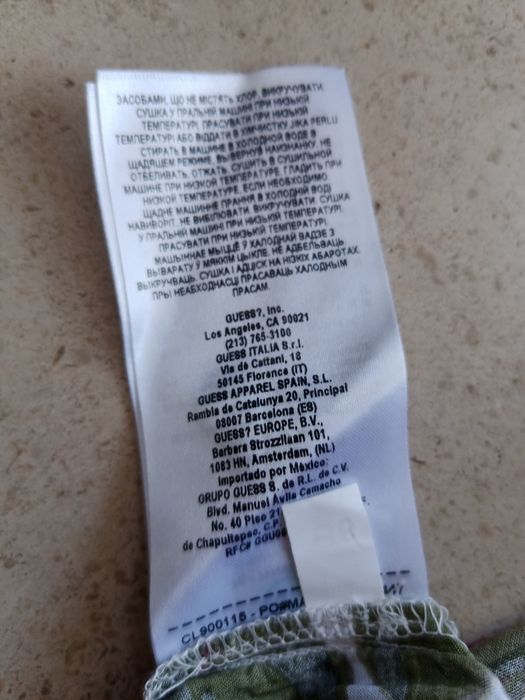 ЗАСОБАМИ, ЩО НЕ МІСТЯТЬ ХЛОР, ВИКРУЧУВАТИ.
СУШКА У ПРАЛЬНІЙ МАШИНІ ПРИ НИЗЬКІЙ
ТЕМПЕРАТУРІ. ПРАСУВАТИ ПРИ НИЗЬКІЙ
ТЕМПЕРАТУРІ АБО ВІДДАТИ В ХІМЧИСТКУ. JIKA PERLU
СТИРАТЬ В МАШИНЕ В ХОЛОДНОЙ ВОДЕ В
ЩАДЯЩЕМ РЕЖИМЕ, ВЫВЕРНУВ НАИЗНАНКУ, НЕ
ОТБЕЛИВАТЬ, ОТЖАТЬ, СУШИТЬ В СУШИЛЬНОЙ
МАШИНЕ ПРИ НИЗКОЙ ТЕМПЕРАТУРЕ. ГЛАДИТЬ ПРИ
НИЗКОЙ ТЕМПЕРАТУРЕ, ЕСЛИ НЕОБХОДИМО.
ЩАДНЕ МАШИННЕ ПРАННЯ В ХОЛОДНІЙ ВОДІ
НАВИВОРІТ. НЕ ВИБІЛЮВАТИ. ВИКРУЧУВАТИ. СУШКА
У ПРАЛЬНІЙ МАШИНІ ПРИ НИЗЬКІЙ ТЕМПЕРАТУРІ.
ПРАСУВАТИ ПРИ НИЗЬКІЙ ТЕМПЕРАТУРІ.
МАШЫННАЕ МЫЦЦЁ Ў ХАЛОДНАЙ ВАДЗЕ З
ВЫВАРАТУ Ў МЯККІМ ЦЫКЛЕ. НЕ АДБЕЛЬВАЦЬ.
ВЫКРУЧВАЦЬ. СУШКА І АДЦІСК НА НІЗКІХ АБАРОТАХ.
ПРЫ НЕАБХОДНАСЦІ ПРАСАВАЦЬ ХАЛОДНЫМ
ПРАСАМ.
GUESS?, Inc.
Los Angeles, CA 90021
(213) 765-3100
GUESS ITALIA S.r.l.
Via de Cattani, 18
50145 Florence (IT)
GUESS APPAREL SPAIN, S.L.
Rambla de Catalunya 20, Principal
08007 Barcelona (ES)
GUESS? EUROPE, B.V.,
Barbara Strozzilaan 101,
1083 HN, Amsterdam, (NL)
Importado por México:
GRUPO GUESS S. de R.L. de C.V.
Blvd. Manuel Ávila Camacho
No. 40 Piso 21
de Chapultepec, C.P.
RFC#
CL900116 -